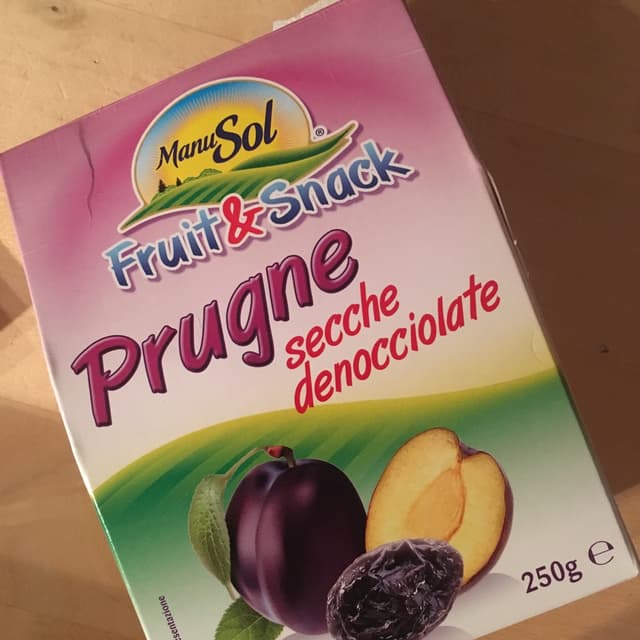 ManuSol®
Fruit&Snack
Prugne
secche
denocciolate
250g ℮